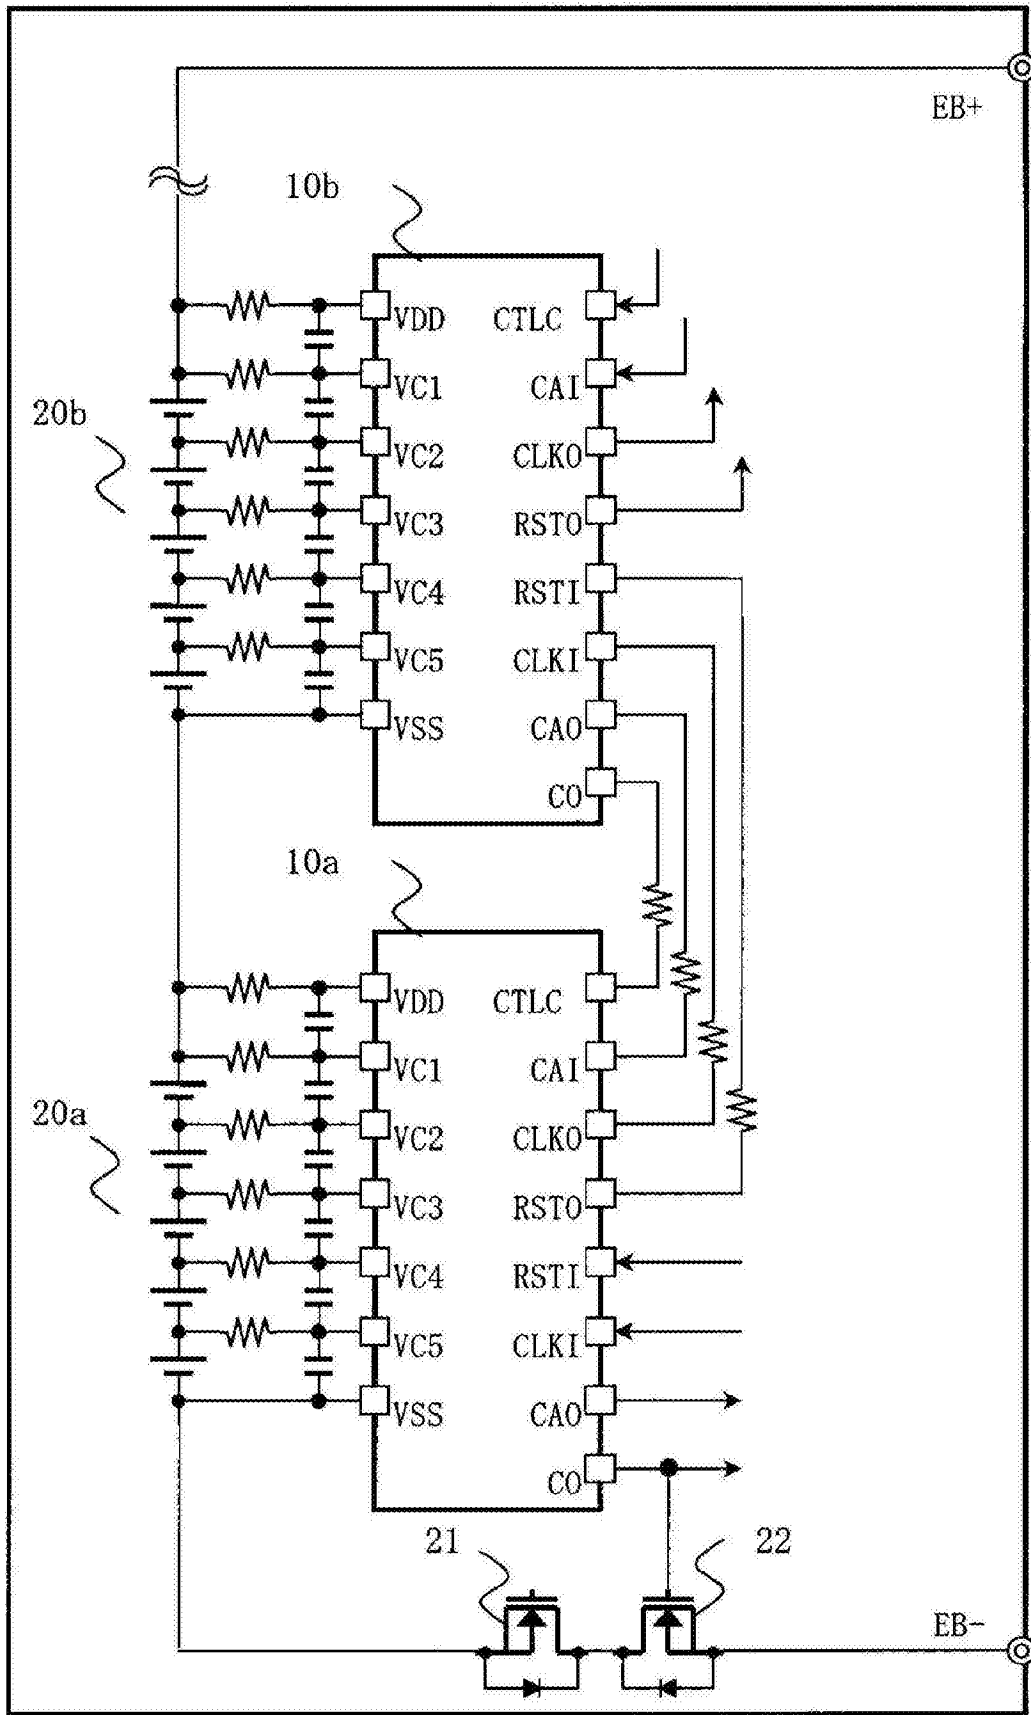 EB+
10b
VDD CTLC
VC1 CAI
20b
VC2 CLKO
VC3 RSTO
VC4 RSTI
VC5 CLKI
VSS CAO
CO
10a
VDD CTLC
VC1 CAI
20a
VC2 CLKO
VC3 RSTO
VC4 RSTI
VC5 CLKI
VSS CAO
CO
21 22
EB-